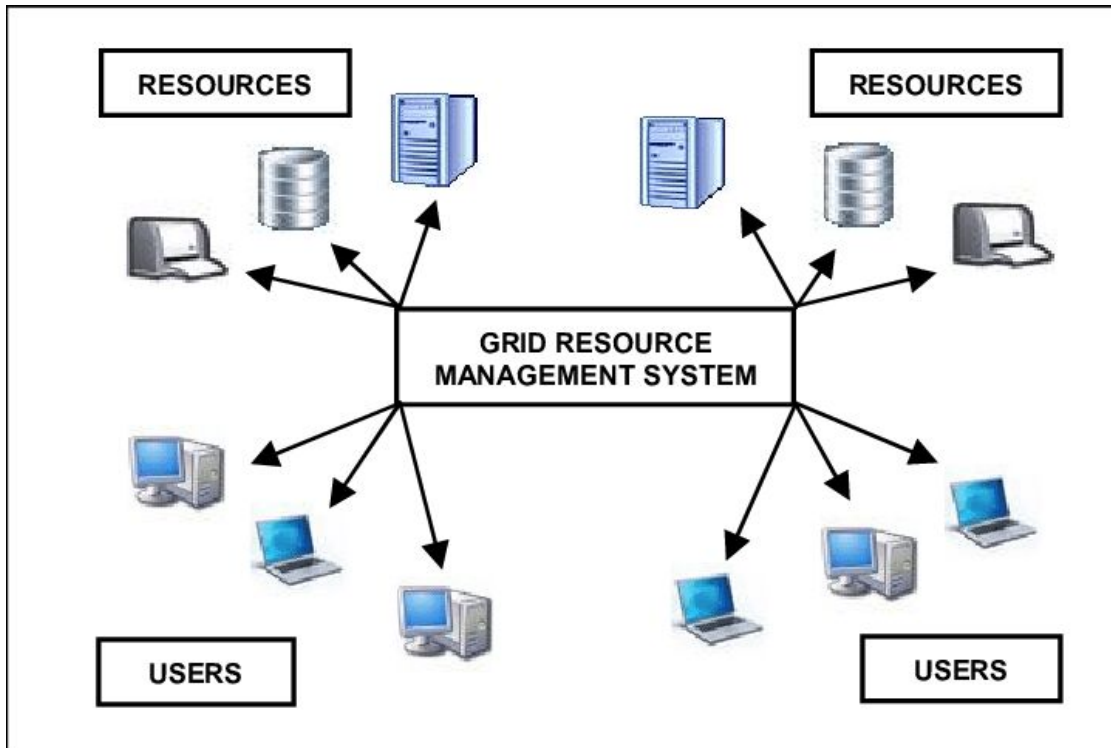 RESOURCES
RESOURCES
GRID RESOURCE
MANAGEMENT SYSTEM
USERS
USERS